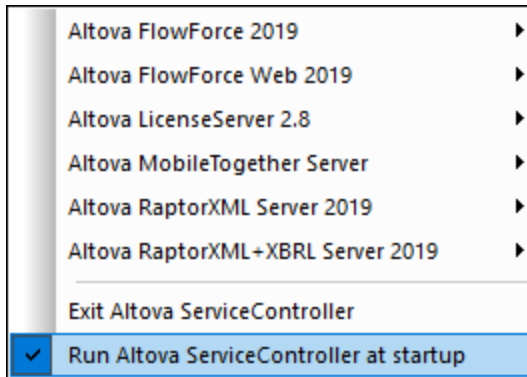 Altova FlowForce 2019
Altova FlowForce Web 2019
Altova LicenseServer 2.8
Altova MobileTogether Server
Altova RaptorXML Server 2019
Altova RaptorXML+XBRL Server 2019
Exit Altova ServiceController
Run Altova ServiceController at startup